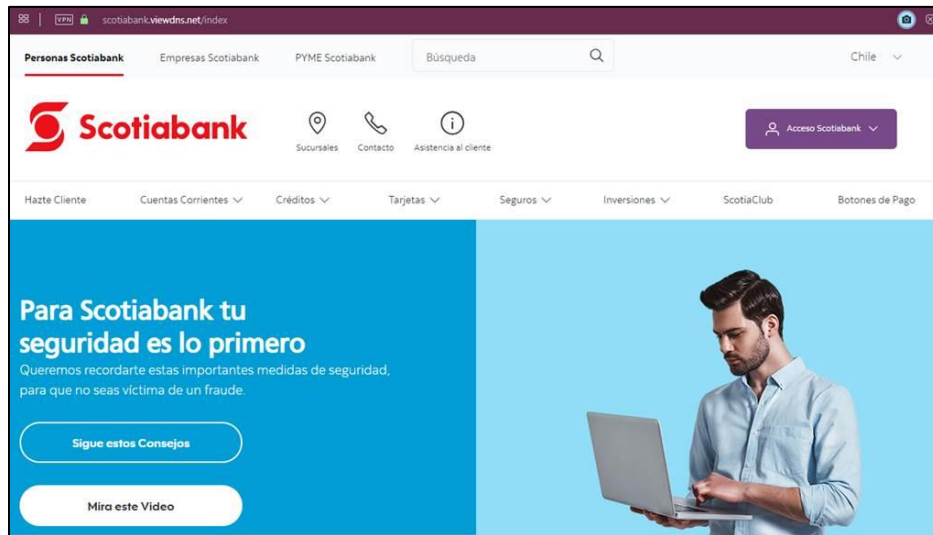 VPN scotiabank.viewdns.net/index
Personas Scotiabank Empresas Scotiabank PYME Scotiabank Búsqueda Chile
Scotiabank
Sucursales Contacto Asistencia al cliente
Acceso Scotiabank
Hazte Cliente Cuentas Corrientes Créditos Tarjetas Seguros Inversiones ScotiaClub Botones de Pago
Para Scotiabank tu
seguridad es lo primero
Queremos recordarte estas importantes medidas de seguridad,
para que no seas víctima de un fraude.
Sigue estos Consejos
Mira este Video